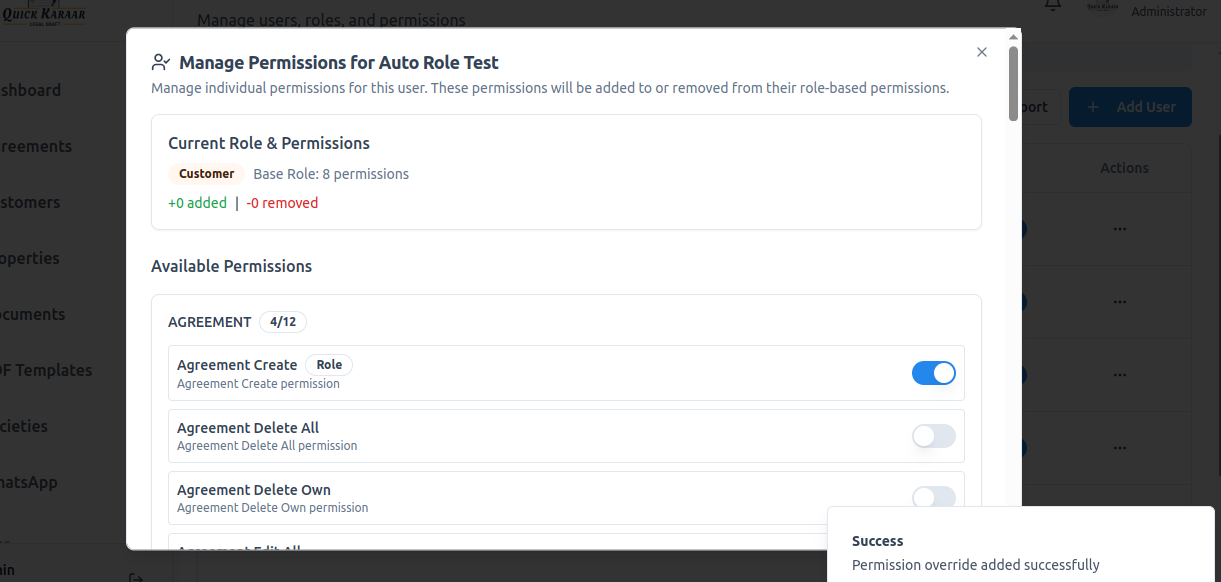 QUICK KARAAR
Manage users, roles, and permissions
Administrator
Manage Permissions for Auto Role Test
Manage individual permissions for this user. These permissions will be added to or removed from their role-based permissions.
shboard
reements
stomers
operties
ocuments
DF Templates
cieties
hatsApp
port
+ Add User
Actions
Current Role & Permissions
Customer Base Role: 8 permissions
+0 added | -0 removed
Available Permissions
AGREEMENT 4/12
Agreement Create Role
Agreement Create permission
Agreement Delete All
Agreement Delete All permission
Agreement Delete Own
Agreement Delete Own permission
Agreement Edit All
Success
Permission override added successfully